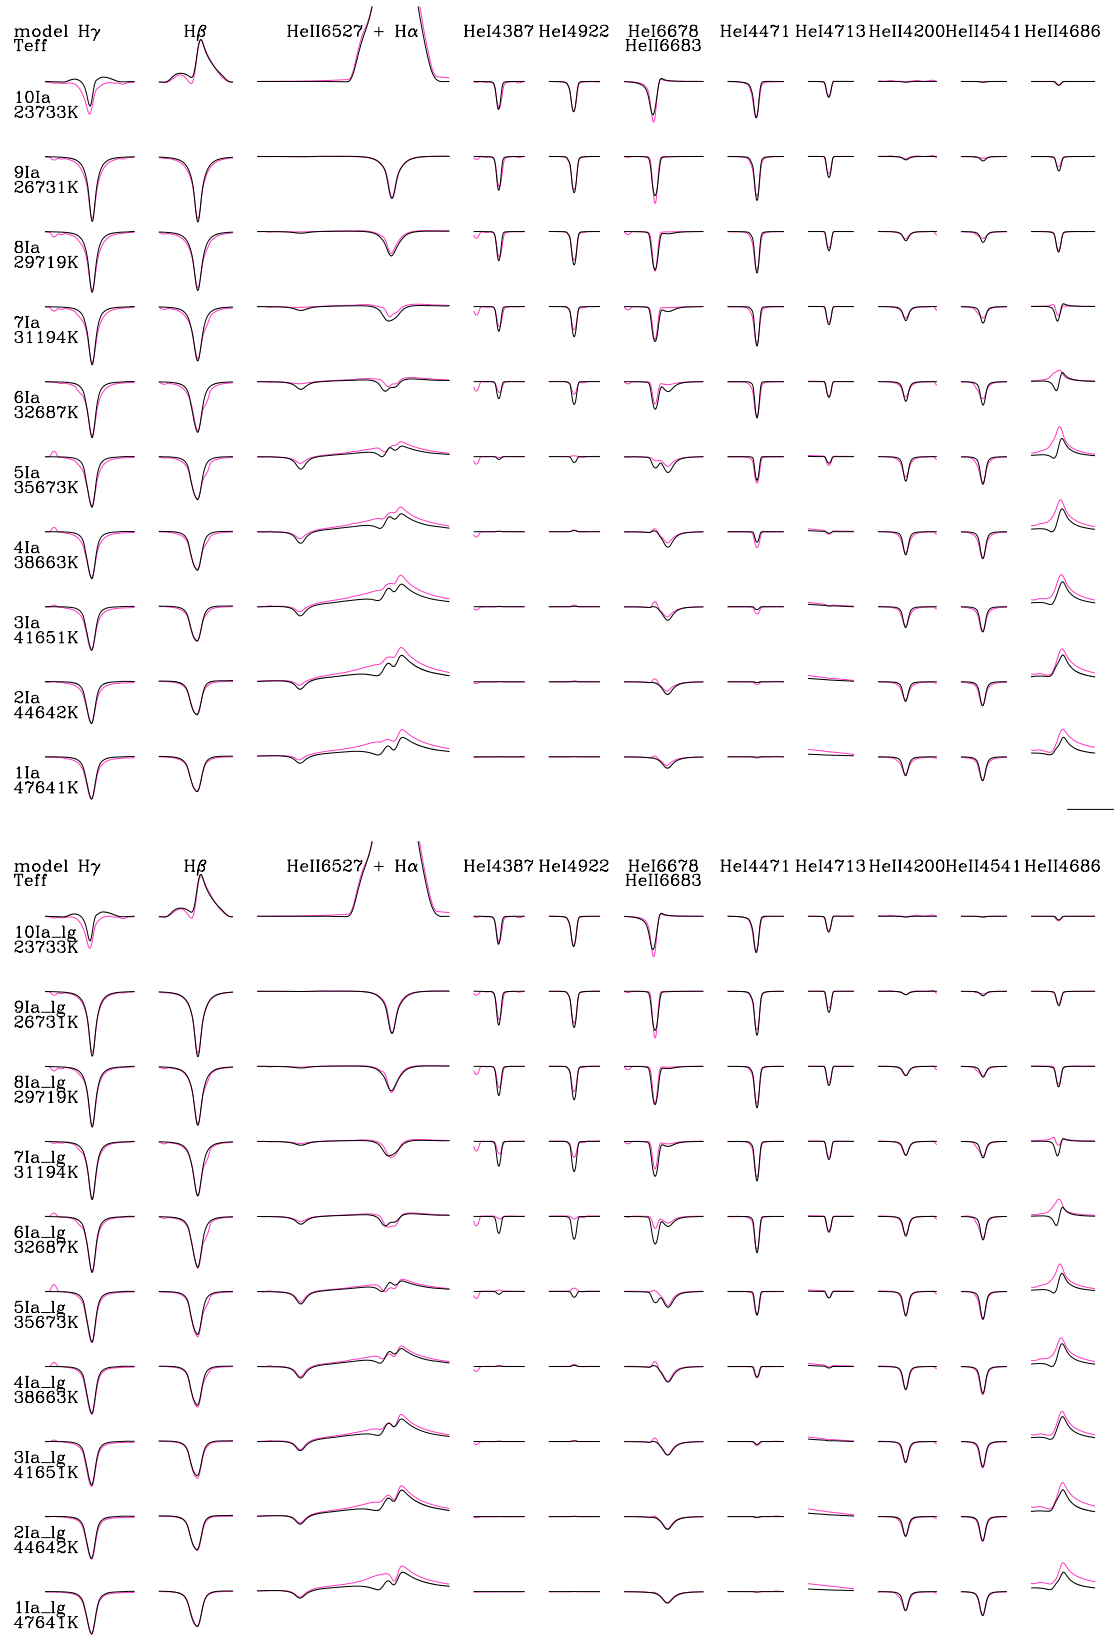 model Hγ Hβ HeII6527 + Hα HeI4387 HeI4922 HeI6678 HeI4471 HeI4713 HeII4200 HeII4541 HeII4686
Teff HeII6683
10Ia
23733K
9Ia
26731K
8Ia
29719K
7Ia
31194K
6Ia
32687K
5Ia
35673K
4Ia
38663K
3Ia
41651K
2Ia
44642K
1Ia
47641K
model Hγ Hβ HeII6527 + Hα HeI4387 HeI4922 HeI6678 HeI4471 HeI4713 HeII4200 HeII4541 HeII4686
Teff HeII6683
10Ia_lg
23733K
9Ia_lg
26731K
8Ia_lg
29719K
7Ia_lg
31194K
6Ia_lg
32687K
5Ia_lg
35673K
4Ia_lg
38663K
3Ia_lg
41651K
2Ia_lg
44642K
1Ia_lg
47641K